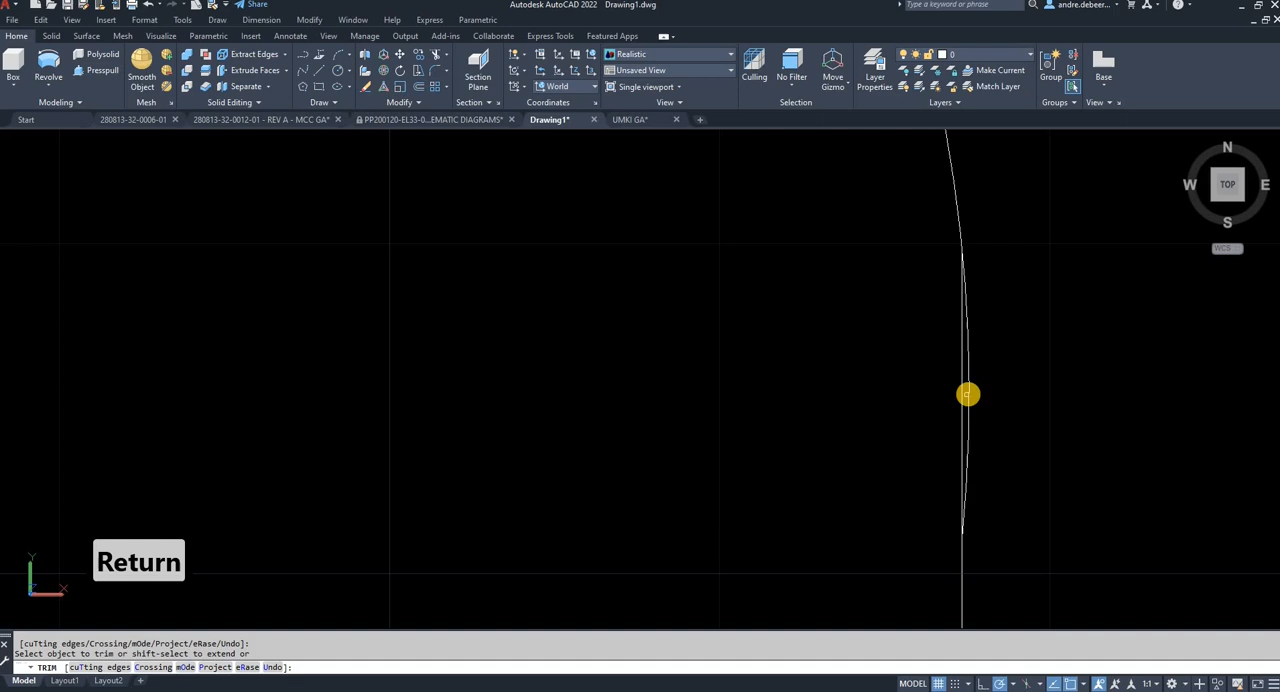 Share
Autodesk AutoCAD 2022 Drawing1.dwg
Type a keyword or phrase
andre.debeer...
File Edit View Insert Format Tools Draw Dimension Modify Window Help Express Parametric
Home Solid Surface Mesh Visualize Parametric Insert Annotate View Manage Output Add-ins Collaborate Express Tools Featured Apps
Polysolid
Extract Edges
Realistic
0
Presspull
Extrude Faces
Unsaved View
Make Current
Separate
World
Single viewport
Match Layer
Box
Revolve
Smooth
Object
Section
Plane
Culling
No Filter
Move
Gizmo
Layer
Properties
Group
Base
Modeling Mesh Solid Editing Draw Modify Section Coordinates View Selection Layers Groups View
Start 280813-32-0006-01 280813-32-0012-01 - REV A - MCC GA* PP200120-EL33-0...EMATIC DIAGRAMS* Drawing1* UMKI GA*
N
W TOP E
S
WCS
Return
Y
X
[cuTting edges/Crossing/mOde/Project/eRase/Undo]:
Select object to trim or shift-select to extend or
TRIM [cuTting edges Crossing mOde Project eRase Undo]:
Model Layout1 Layout2
MODEL
1:1